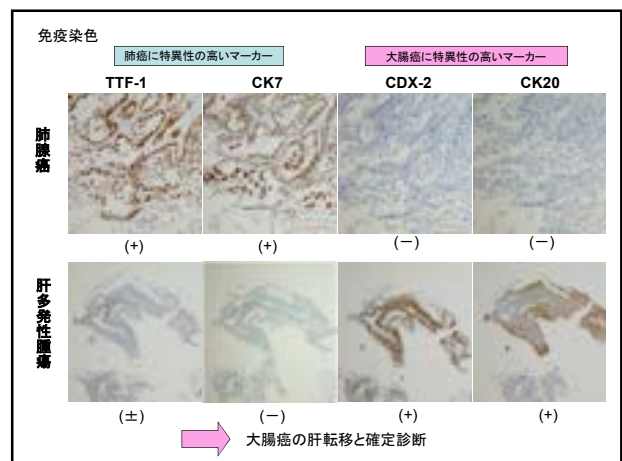 免疫染色
肺癌に特異性の高いマーカー 大腸癌に特異性の高いマーカー
TTF-1 CK7 CDX-2 CK20
肺腺癌
(+) (+) (−) (−)
肝多発性腫瘍
(±) (−) (+) (+)
大腸癌の肝転移と確定診断